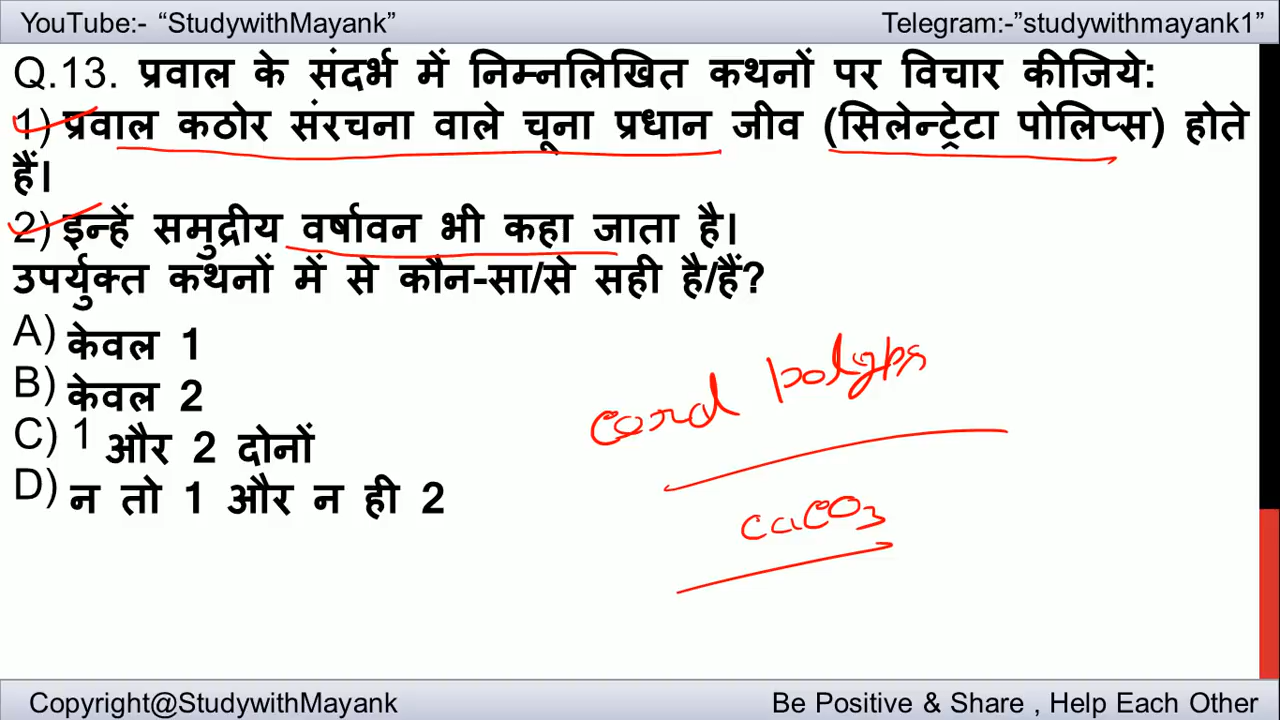 YouTube:- “StudywithMayank”
Telegram:-”studywithmayank1”
Q.13. प्रवाल के संदर्भ में निम्नलिखित कथनों पर विचार कीजिये:
1) प्रवाल कठोर संरचना वाले चूना प्रधान जीव (सिलेन्ट्रेटा पोलिप्स) होते
हैं।
2) इन्हें समुद्रीय वर्षावन भी कहा जाता है।
उपर्युक्त कथनों में से कौन-सा/से सही है/हैं?
A) केवल 1
B) केवल 2
C) 1 और 2 दोनों
D) न तो 1 और न ही 2
coral polyps
caCO3
Copyright@StudywithMayank
Be Positive & Share , Help Each Other